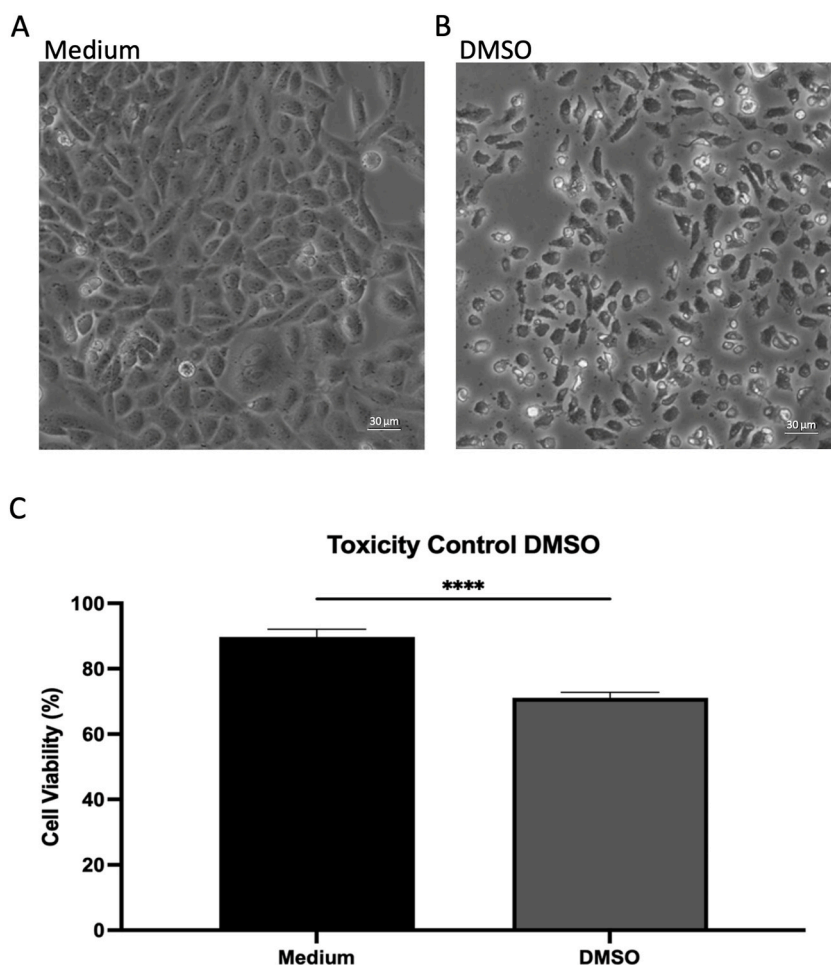 A
Medium
B
DMSO
30 µm
30 µm
C
Toxicity Control DMSO
****
100
80
60
40
20
0
Cell Viability (%)
Medium
DMSO